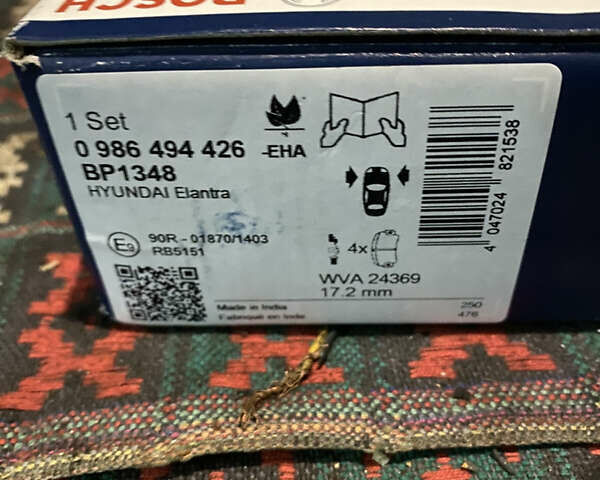 BOSCH
1 Set
0 986 494 426
-EHA
BP1348
HYUNDAI Elantra
E9
90R - 01870/1403
RB5151
4x
WVA 24369
17.2 mm
Made in India
Fabriqué en Inde
250
476
4 047024 821538